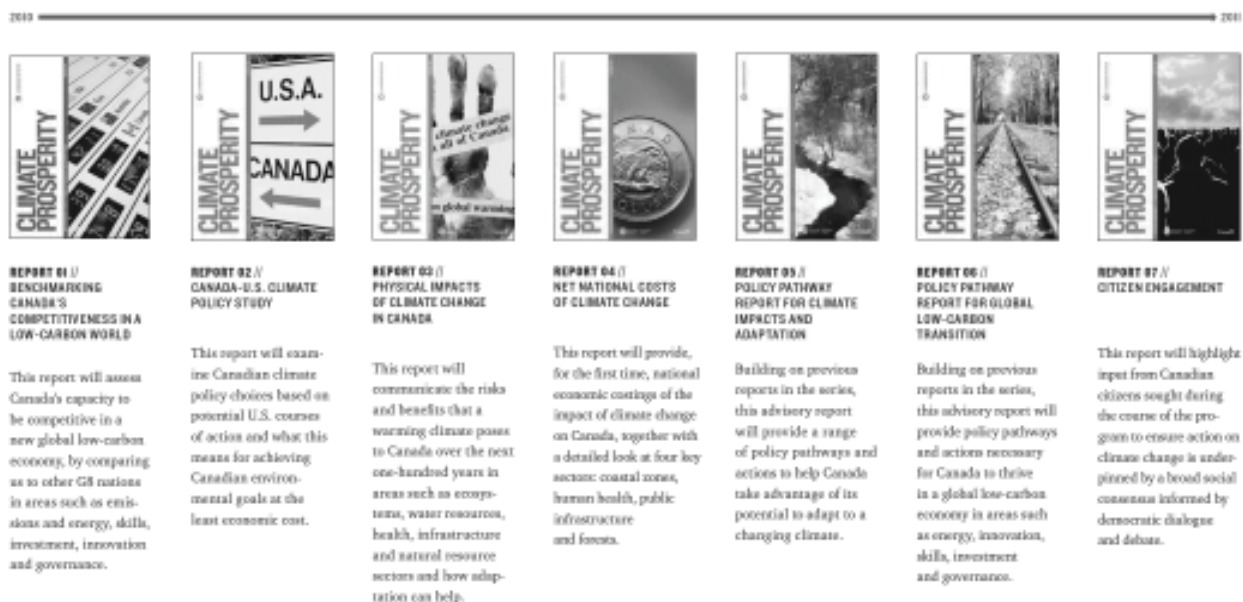 2010
2011
CLIMATE
PROSPERITY
CLIMATE
PROSPERITY
U.S.A.
CANADA
CLIMATE
PROSPERITY
climate change
all of Canada
global warming
CLIMATE
PROSPERITY
CANADA
CLIMATE
PROSPERITY
CLIMATE
PROSPERITY
CLIMATE
PROSPERITY
REPORT 01 //
BENCHMARKING
CANADA'S
COMPETITIVENESS IN A
LOW-CARBON WORLD
This report will assess
Canada's capacity to
be competitive in a
new global low-carbon
economy, by comparing
us to other G8 nations
in areas such as emis-
sions and energy, skills,
investment, innovation
and governance.
REPORT 02 //
CANADA-U.S. CLIMATE
POLICY STUDY
This report will exam-
ine Canadian climate
policy choices based on
potential U.S. courses
of action and what this
means for achieving
Canadian environ-
mental goals at the
least economic cost.
REPORT 03 //
PHYSICAL IMPACTS
OF CLIMATE CHANGE
IN CANADA
This report will
communicate the risks
and benefits that a
warming climate poses
to Canada over the next
one-hundred years in
areas such as ecosys-
tems, water resources,
health, infrastructure
and natural resource
sectors and how adap-
tation can help.
REPORT 04 //
NET NATIONAL COSTS
OF CLIMATE CHANGE
This report will provide,
for the first time, national
economic costings of the
impact of climate change
on Canada, together with
a detailed look at four key
sectors: coastal zones,
human health, public
infrastructure
and forests.
REPORT 05 //
POLICY PATHWAY
REPORT FOR CLIMATE
IMPACTS AND
ADAPTATION
Building on previous
reports in the series,
this advisory report
will provide a range
of policy pathways and
actions to help Canada
take advantage of its
potential to adapt to a
changing climate.
REPORT 06 //
POLICY PATHWAY
REPORT FOR GLOBAL
LOW-CARBON
TRANSITION
Building on previous
reports in the series,
this advisory report will
provide policy pathways
and actions necessary
for Canada to thrive
in a global low-carbon
economy in areas such
as energy, innovation,
skills, investment
and governance.
REPORT 07 //
CITIZEN ENGAGEMENT
This report will highlight
input from Canadian
citizens sought during
the course of the pro-
gram to ensure action on
climate change is under-
pinned by a broad social
consensus informed by
democratic dialogue
and debate.